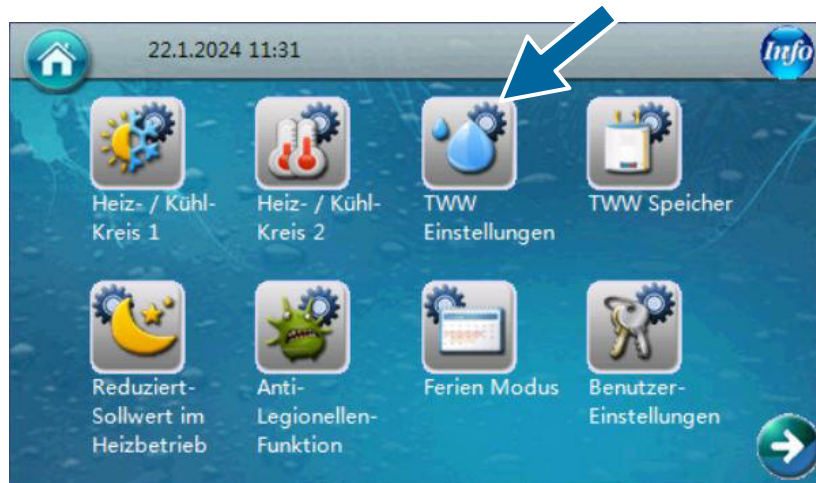 22.1.2024 11:31
Info
Heiz- / Kühl-
Kreis 1
Heiz- / Kühl-
Kreis 2
TWW
Einstellungen
TWW Speicher
Reduziert-
Sollwert im
Heizbetrieb
Anti-
Legionellen-
Funktion
Ferien Modus
Benutzer-
Einstellungen